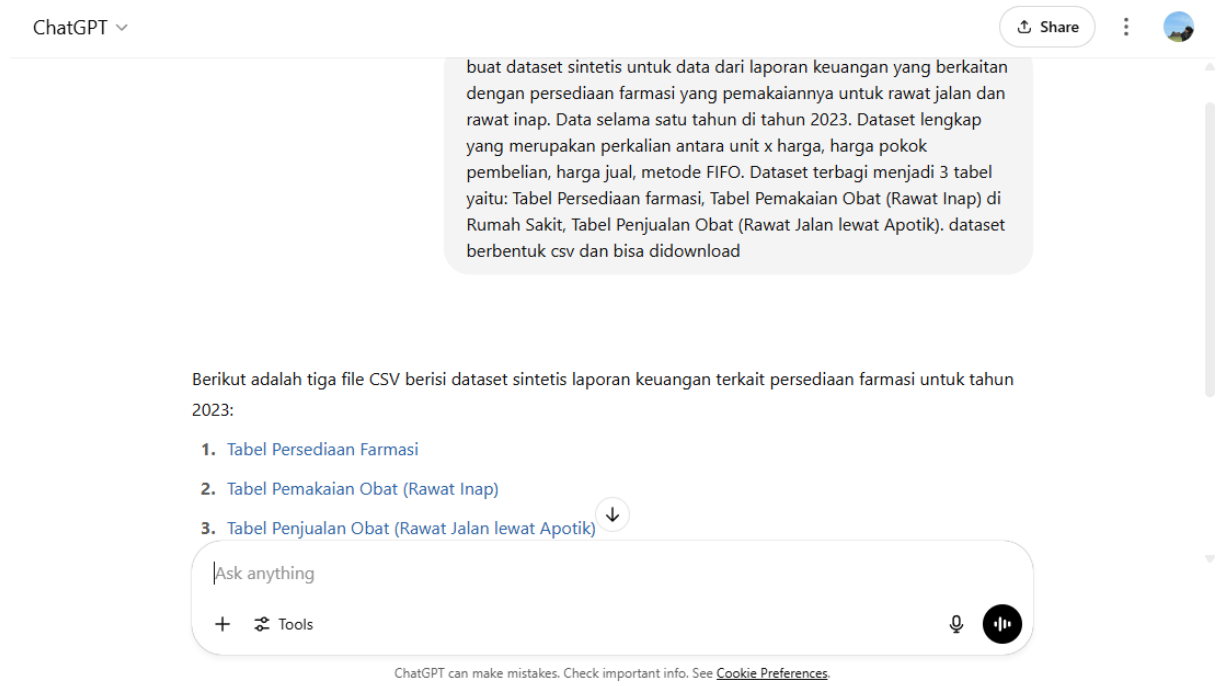 ChatGPT
Share
buat dataset sintetis untuk data dari laporan keuangan yang berkaitan
dengan persediaan farmasi yang pemakaiannya untuk rawat jalan dan
rawat inap. Data selama satu tahun di tahun 2023. Dataset lengkap
yang merupakan perkalian antara unit x harga, harga pokok
pembelian, harga jual, metode FIFO. Dataset terbagi menjadi 3 tabel
yaitu: Tabel Persediaan farmasi, Tabel Pemakaian Obat (Rawat Inap) di
Rumah Sakit, Tabel Penjualan Obat (Rawat Jalan lewat Apotik). dataset
berbentuk csv dan bisa didownload
Berikut adalah tiga file CSV berisi dataset sintetis laporan keuangan terkait persediaan farmasi untuk tahun
2023:
1. Tabel Persediaan Farmasi
2. Tabel Pemakaian Obat (Rawat Inap)
3. Tabel Penjualan Obat (Rawat Jalan lewat Apotik)
Ask anything
Tools
ChatGPT can make mistakes. Check important info. See Cookie Preferences.